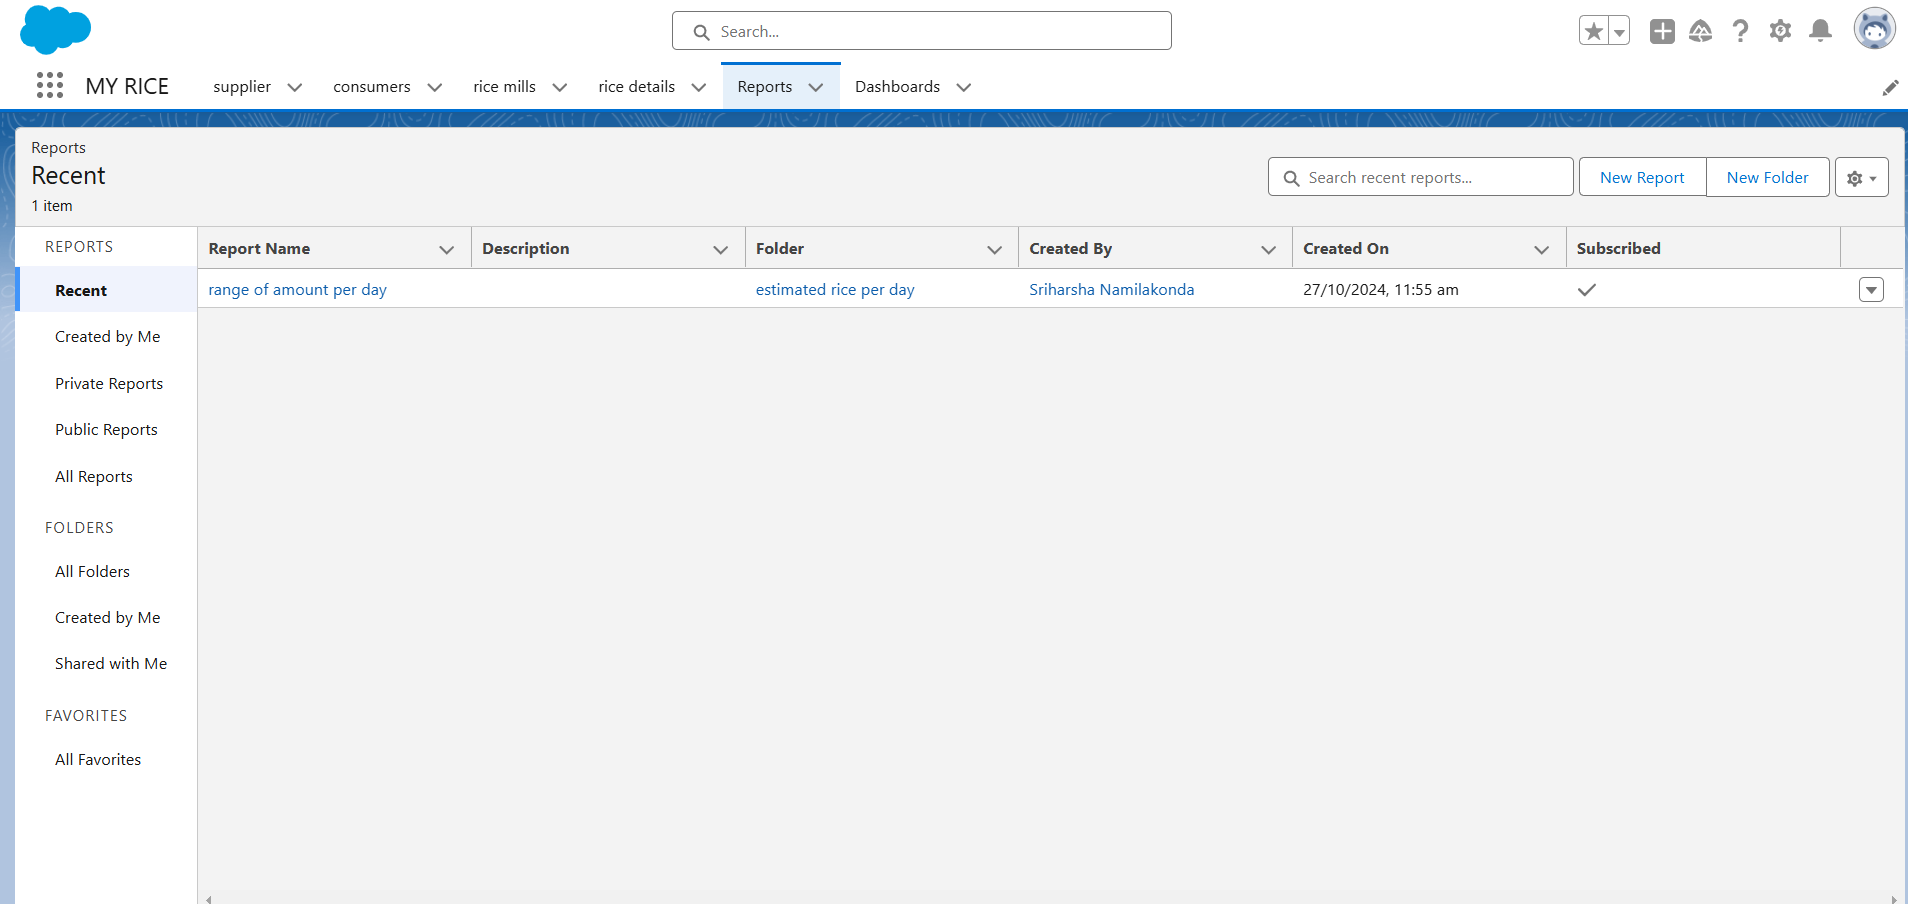 Search...
MY RICE supplier consumers rice mills rice details Reports Dashboards
Reports
Recent
1 item
Search recent reports... New Report New Folder
REPORTS
Recent
Created by Me
Private Reports
Public Reports
All Reports
FOLDERS
All Folders
Created by Me
Shared with Me
FAVORITES
All Favorites
Report Name Description Folder Created By Created On Subscribed
range of amount per day estimated rice per day Sriharsha Namilakonda 27/10/2024, 11:55 am